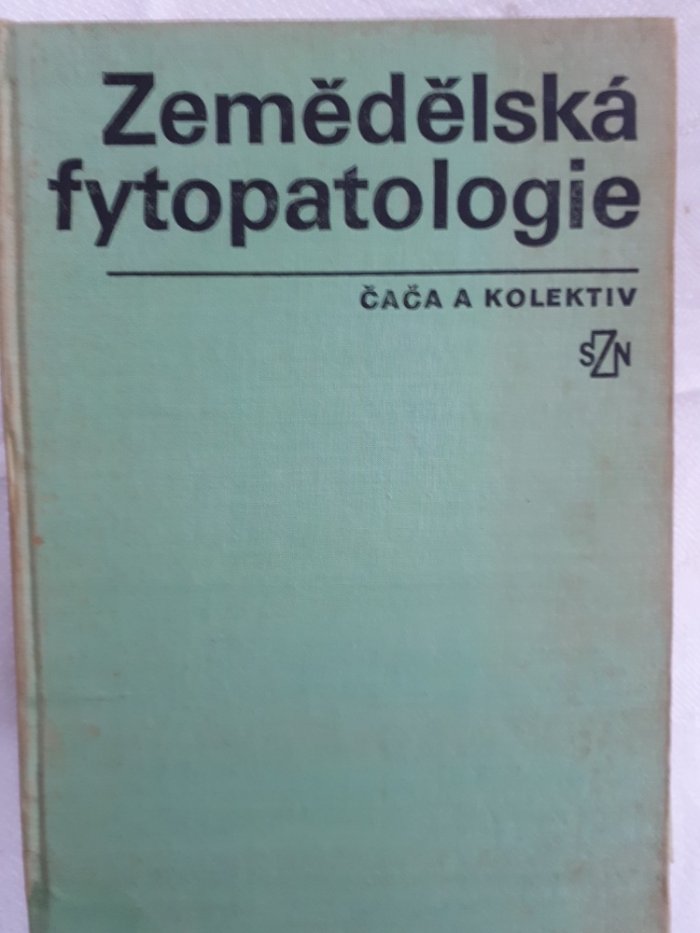 Zemědělská
fytopatologie
ČAČA A KOLEKTIV
SZN